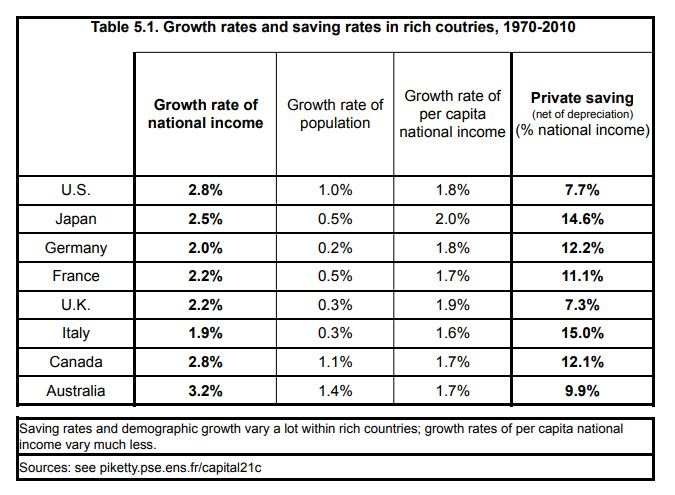 Table 5.1. Growth rates and saving rates in rich coutries, 1970-2010
Growth rate of national income
Growth rate of population
Growth rate of per capita national income
Private saving (net of depreciation) (% national income)
U.S. 2.8% 1.0% 1.8% 7.7%
Japan 2.5% 0.5% 2.0% 14.6%
Germany 2.0% 0.2% 1.8% 12.2%
France 2.2% 0.5% 1.7% 11.1%
U.K. 2.2% 0.3% 1.9% 7.3%
Italy 1.9% 0.3% 1.6% 15.0%
Canada 2.8% 1.1% 1.7% 12.1%
Australia 3.2% 1.4% 1.7% 9.9%
Saving rates and demographic growth vary a lot within rich countries; growth rates of per capita national
income vary much less.
Sources: see piketty.pse.ens.fr/capital21c